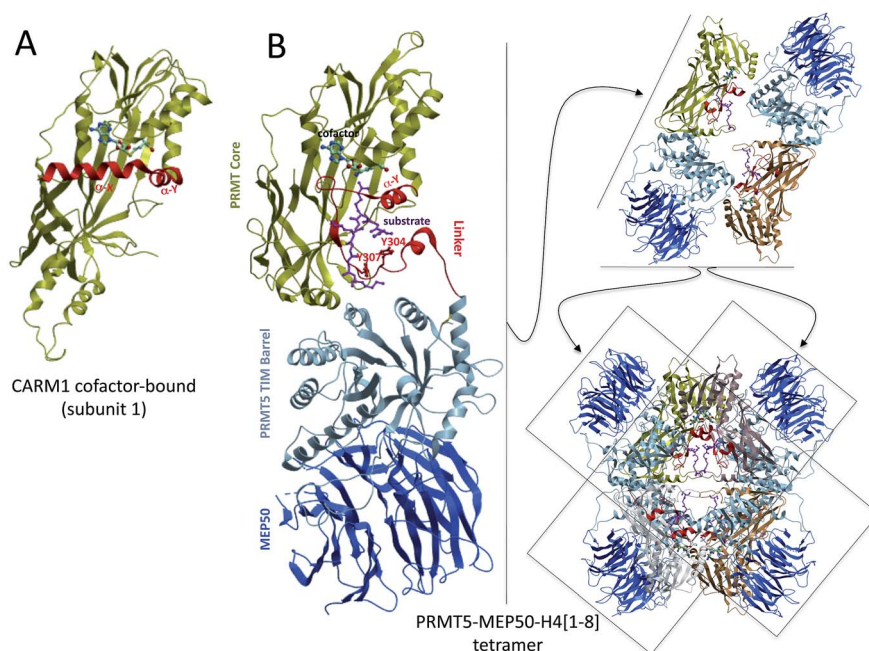 A
α-X
α-Y
CARM1 cofactor-bound
(subunit 1)
B
PRMT Core
cofactor
α-Y
substrate
Linker
Y304
Y307
PRMT5 TIM Barrel
MEP50
PRMT5-MEP50-H4[1-8]
tetramer